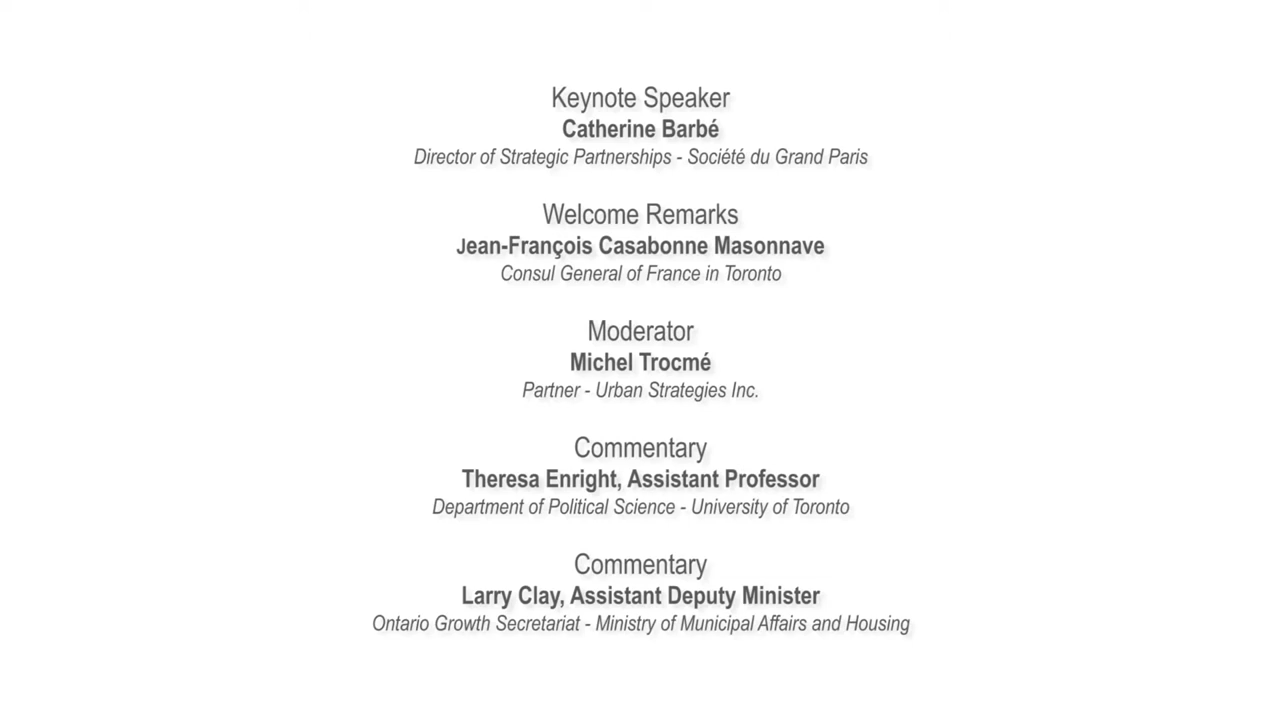 Keynote Speaker
Catherine Barbé
Director of Strategic Partnerships - Société du Grand Paris
Welcome Remarks
Jean-François Casabonne Masonnave
Consul General of France in Toronto
Moderator
Michel Trocmé
Partner - Urban Strategies Inc.
Commentary
Theresa Enright, Assistant Professor
Department of Political Science - University of Toronto
Commentary
Larry Clay, Assistant Deputy Minister
Ontario Growth Secretariat - Ministry of Municipal Affairs and Housing